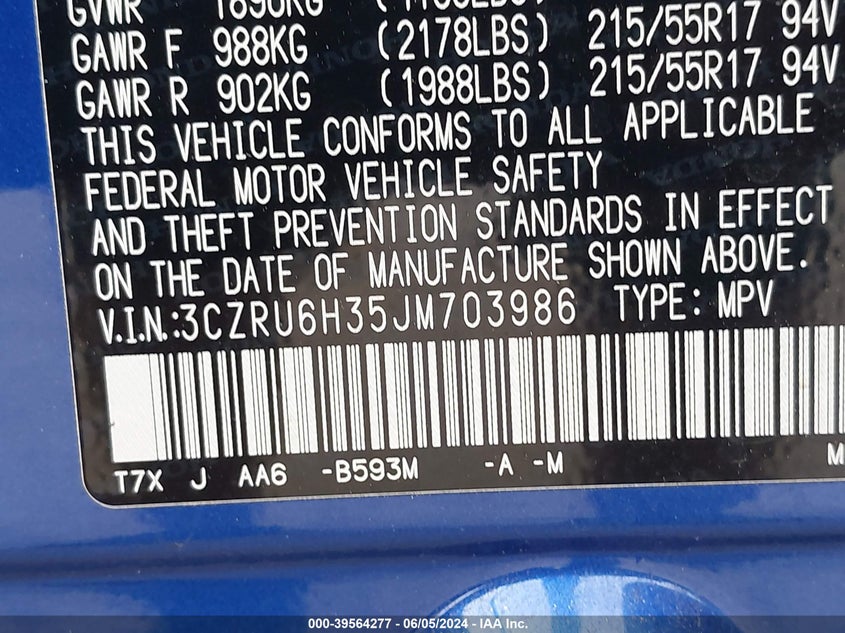 GVWR
GAWR F 988KG (2178LBS) 215/55R17 94V
GAWR R 902KG (1988LBS) 215/55R17 94V
THIS VEHICLE CONFORMS TO ALL APPLICABLE
FEDERAL MOTOR VEHICLE SAFETY
AND THEFT PREVENTION STANDARDS IN EFFECT
ON THE DATE OF MANUFACTURE SHOWN ABOVE.
V.I.N.:3CZRU6H35JM703986 TYPE: MPV
T7X J AA6 -B593M -A -M M
000-39564277 - 06/05/2024 - IAA Inc.